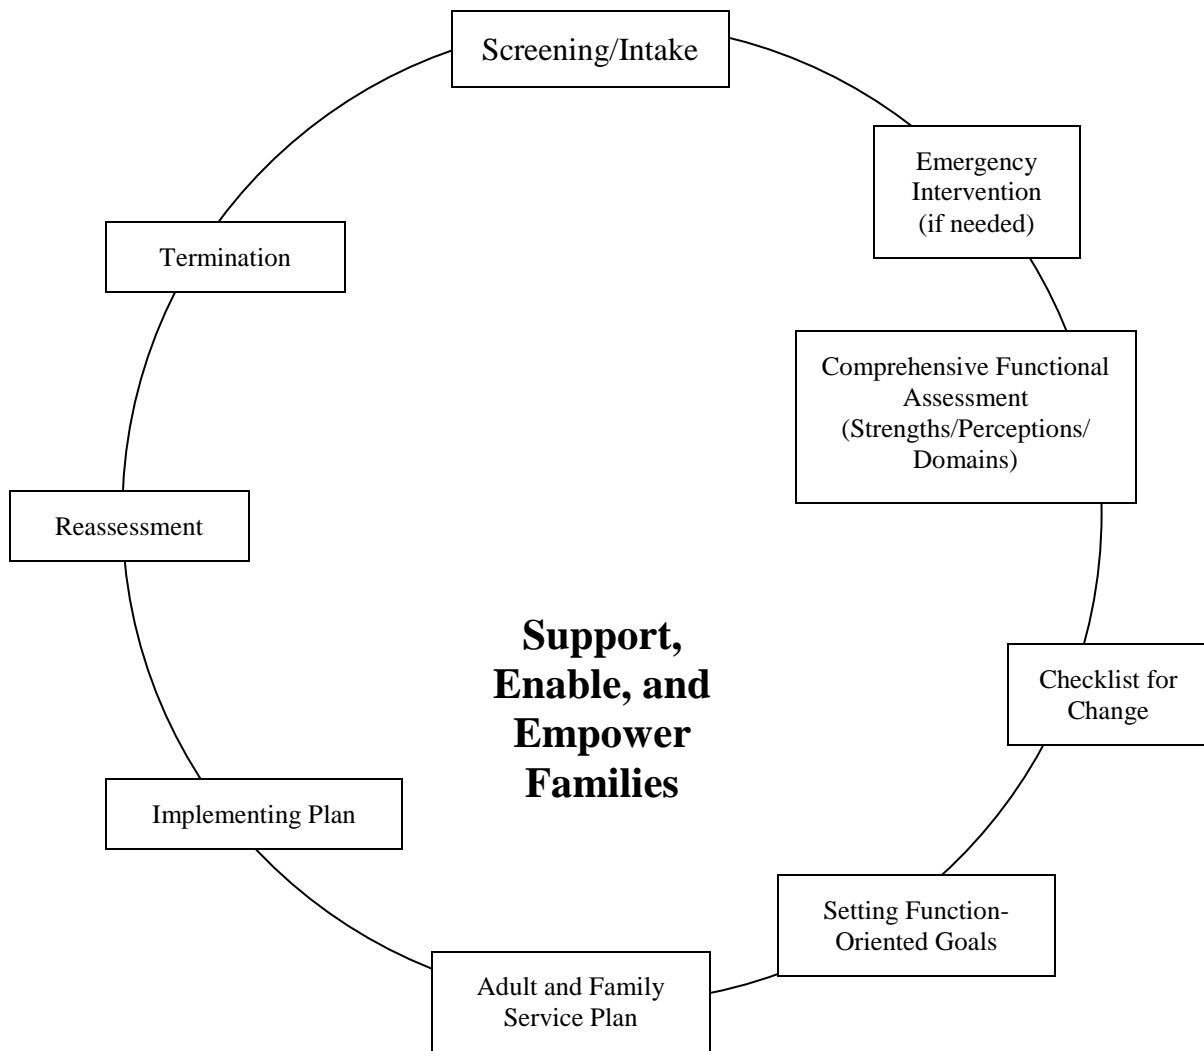 Screening/Intake
Emergency
Intervention
(if needed)
Comprehensive Functional
Assessment
(Strengths/Perceptions/
Domains)
Checklist for
Change
Setting Function-
Oriented Goals
Adult and Family
Service Plan
Implementing Plan
Reassessment
Termination
Support,
Enable, and
Empower
Families